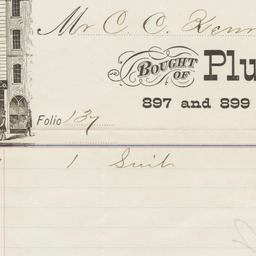 Mr C. C.
BOUGHT OF Plu
897 and 899
Folio 137
1 Suit